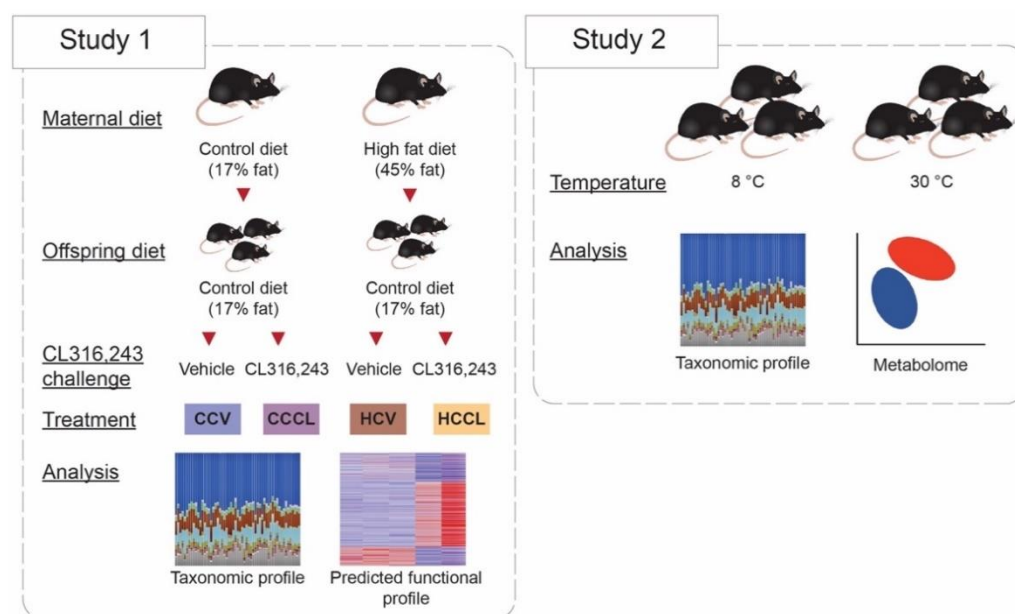 Study 1
Maternal diet
Control diet
(17% fat)
High fat diet
(45% fat)
Offspring diet
Control diet
(17% fat)
Control diet
(17% fat)
CL316,243
challenge
Vehicle CL316,243 Vehicle CL316,243
Treatment
CCV CCCL HCV HCCL
Analysis
Taxonomic profile
Predicted functional
profile
Study 2
Temperature
8 °C 30 °C
Analysis
Taxonomic profile
Metabolome